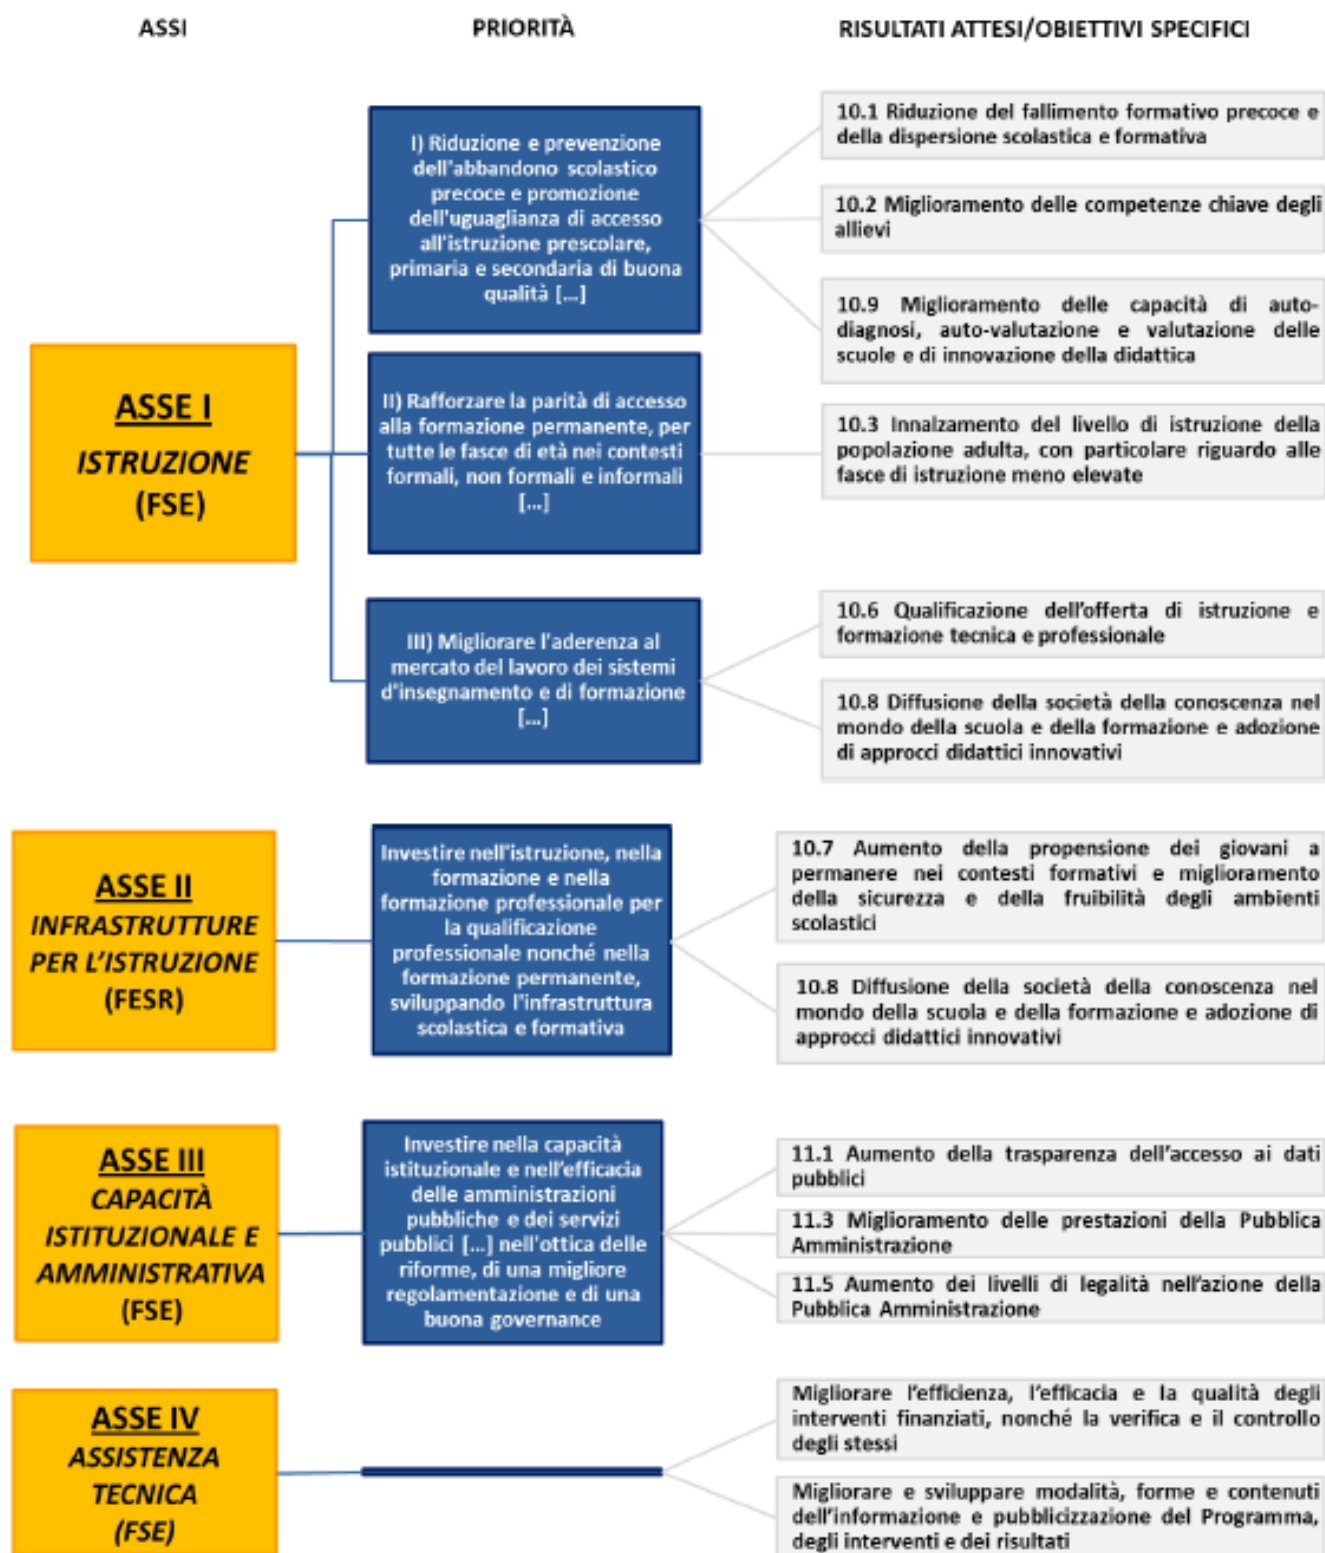 ASSI
PRIORITÀ
RISULTATI ATTESI/OBIETTIVI SPECIFICI
ASSE I
ISTRUZIONE
(FSE)
I) Riduzione e prevenzione
dell'abbandono scolastico
precoce e promozione
dell'uguaglianza di accesso
all'istruzione prescolare,
primaria e secondaria di buona
qualità [...]
10.1 Riduzione del fallimento formativo precoce e
della dispersione scolastica e formativa
10.2 Miglioramento delle competenze chiave degli
allievi
10.9 Miglioramento delle capacità di auto-
diagnosi, auto-valutazione e valutazione delle
scuole e di innovazione della didattica
II) Rafforzare la parità di accesso
alla formazione permanente, per
tutte le fasce di età nei contesti
formali, non formali e informali
[...]
10.3 Innalzamento del livello di istruzione della
popolazione adulta, con particolare riguardo alle
fasce di istruzione meno elevate
III) Migliorare l'aderenza al
mercato del lavoro dei sistemi
d'insegnamento e di formazione
[...]
10.6 Qualificazione dell'offerta di istruzione e
formazione tecnica e professionale
10.8 Diffusione della società della conoscenza nel
mondo della scuola e della formazione e adozione
di approcci didattici innovativi
ASSE II
INFRASTRUTTURE
PER L'ISTRUZIONE
(FESR)
Investire nell'istruzione, nella
formazione e nella
formazione professionale per
la qualificazione
professionale nonché nella
formazione permanente,
sviluppando l'infrastruttura
scolastica e formativa
10.7 Aumento della propensione dei giovani a
permanere nei contesti formativi e miglioramento
della sicurezza e della fruibilità degli ambienti
scolastici
10.8 Diffusione della società della conoscenza nel
mondo della scuola e della formazione e adozione di
approcci didattici innovativi
ASSE III
CAPACITÀ
ISTITUZIONALE E
AMMINISTRATIVA
(FSE)
Investire nella capacità
istituzionale e nell'efficacia
delle amministrazioni
pubbliche e dei servizi
pubblici [...] nell'ottica delle
riforme, di una migliore
regolamentazione e di una
buona governance
11.1 Aumento della trasparenza dell'accesso ai dati
pubblici
11.3 Miglioramento delle prestazioni della Pubblica
Amministrazione
11.5 Aumento dei livelli di legalità nell'azione della
Pubblica Amministrazione
ASSE IV
ASSISTENZA
TECNICA
(FSE)
Migliorare l'efficienza, l'efficacia e la qualità degli
interventi finanziati, nonché la verifica e il controllo
degli stessi
Migliorare e sviluppare modalità, forme e contenuti
dell'informazione e pubblicizzazione del Programma,
degli interventi e dei risultati